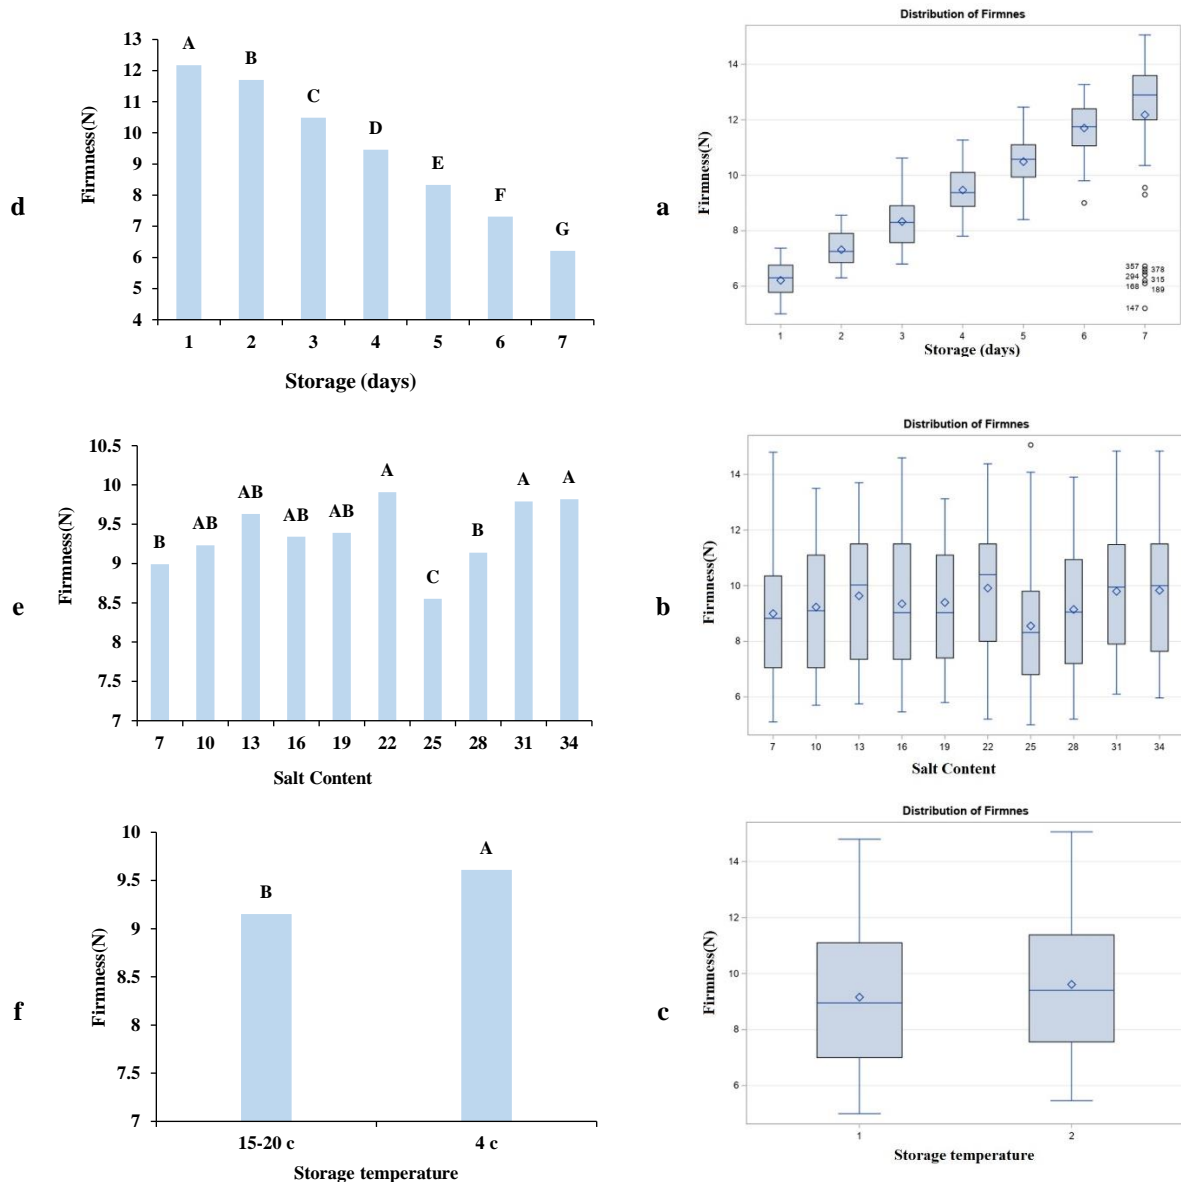 13
12
11
10
9
8
7
6
5
4
Firmness(N)
A
B
C
D
E
F
G
1 2 3 4 5 6 7
Storage (days)
d
Distribution of Firmnes
14
12
10
8
6
Firmness(N)
357
378
294
315
168
189
147
1 2 3 4 5 6 7
Storage (days)
a
10.5
10
9.5
9
8.5
8
7.5
7
Firmness(N)
B AB AB AB AB A C B A A
7 10 13 16 19 22 25 28 31 34
Salt Content
e
Distribution of Firmnes
14
12
10
8
6
Firmness(N)
7 10 13 16 19 22 25 28 31 34
Salt Content
b
10
9.5
9
8.5
8
7.5
7
Firmness(N)
B A
15-20 c 4 c
Storage temperature
f
Distribution of Firmnes
14
12
10
8
6
Firmness(N)
1 2
Storage temperature
c